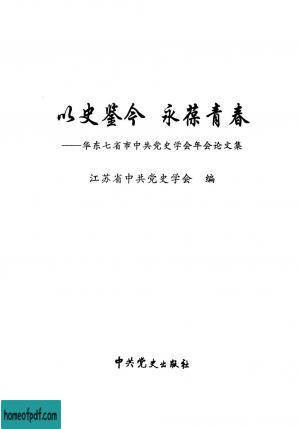 以史鉴今 永葆青春
——华东七省市中共党史学会年会论文集
江苏省中共党史学会 编
中共党史出版社
homeofpdf.com